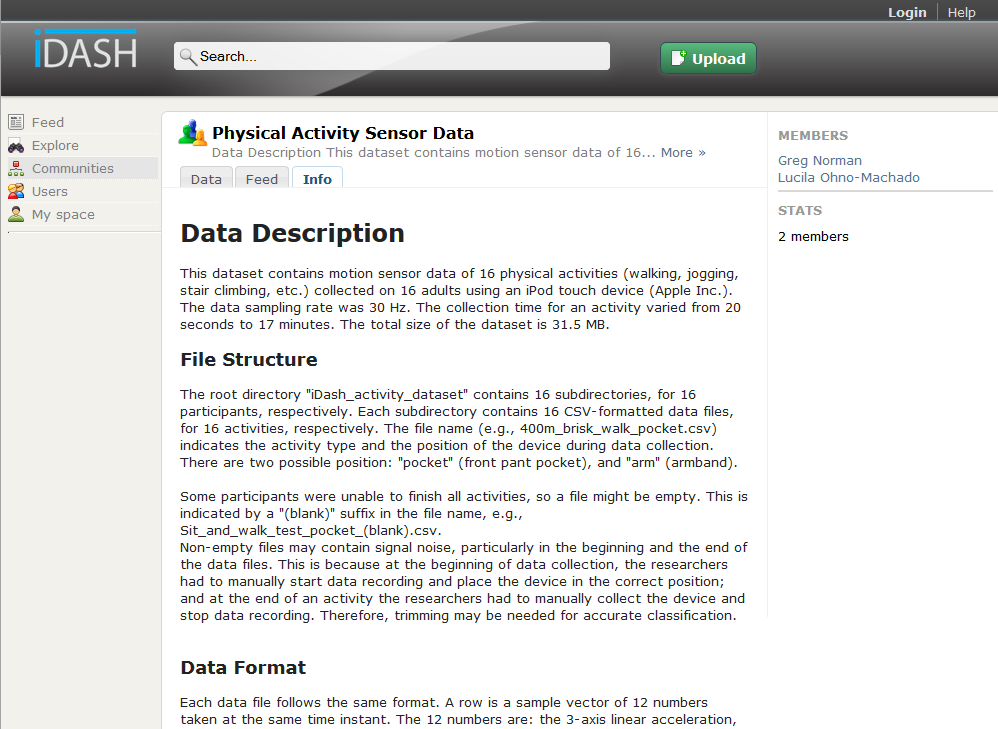 Login Help
iDASH
Search...
Upload
Feed
Explore
Communities
Users
My space
Physical Activity Sensor Data
Data Description This dataset contains motion sensor data of 16... More »
Data Feed Info
Data Description
This dataset contains motion sensor data of 16 physical activities (walking, jogging,
stair climbing, etc.) collected on 16 adults using an iPod touch device (Apple Inc.).
The data sampling rate was 30 Hz. The collection time for an activity varied from 20
seconds to 17 minutes. The total size of the dataset is 31.5 MB.
File Structure
The root directory "iDash_activity_dataset" contains 16 subdirectories, for 16
participants, respectively. Each subdirectory contains 16 CSV-formatted data files,
for 16 activities, respectively. The file name (e.g., 400m_brisk_walk_pocket.csv)
indicates the activity type and the position of the device during data collection.
There are two possible position: "pocket" (front pant pocket), and "arm" (armband).
Some participants were unable to finish all activities, so a file might be empty. This is
indicated by a "(blank)" suffix in the file name, e.g.,
Sit_and_walk_test_pocket_(blank).csv.
Non-empty files may contain signal noise, particularly in the beginning and the end of
the data files. This is because at the beginning of data collection, the researchers
had to manually start data recording and place the device in the correct position;
and at the end of an activity the researchers had to manually collect the device and
stop data recording. Therefore, trimming may be needed for accurate classification.
Data Format
Each data file follows the same format. A row is a sample vector of 12 numbers
taken at the same time instant. The 12 numbers are: the 3-axis linear acceleration,
MEMBERS
Greg Norman
Lucila Ohno-Machado
STATS
2 members